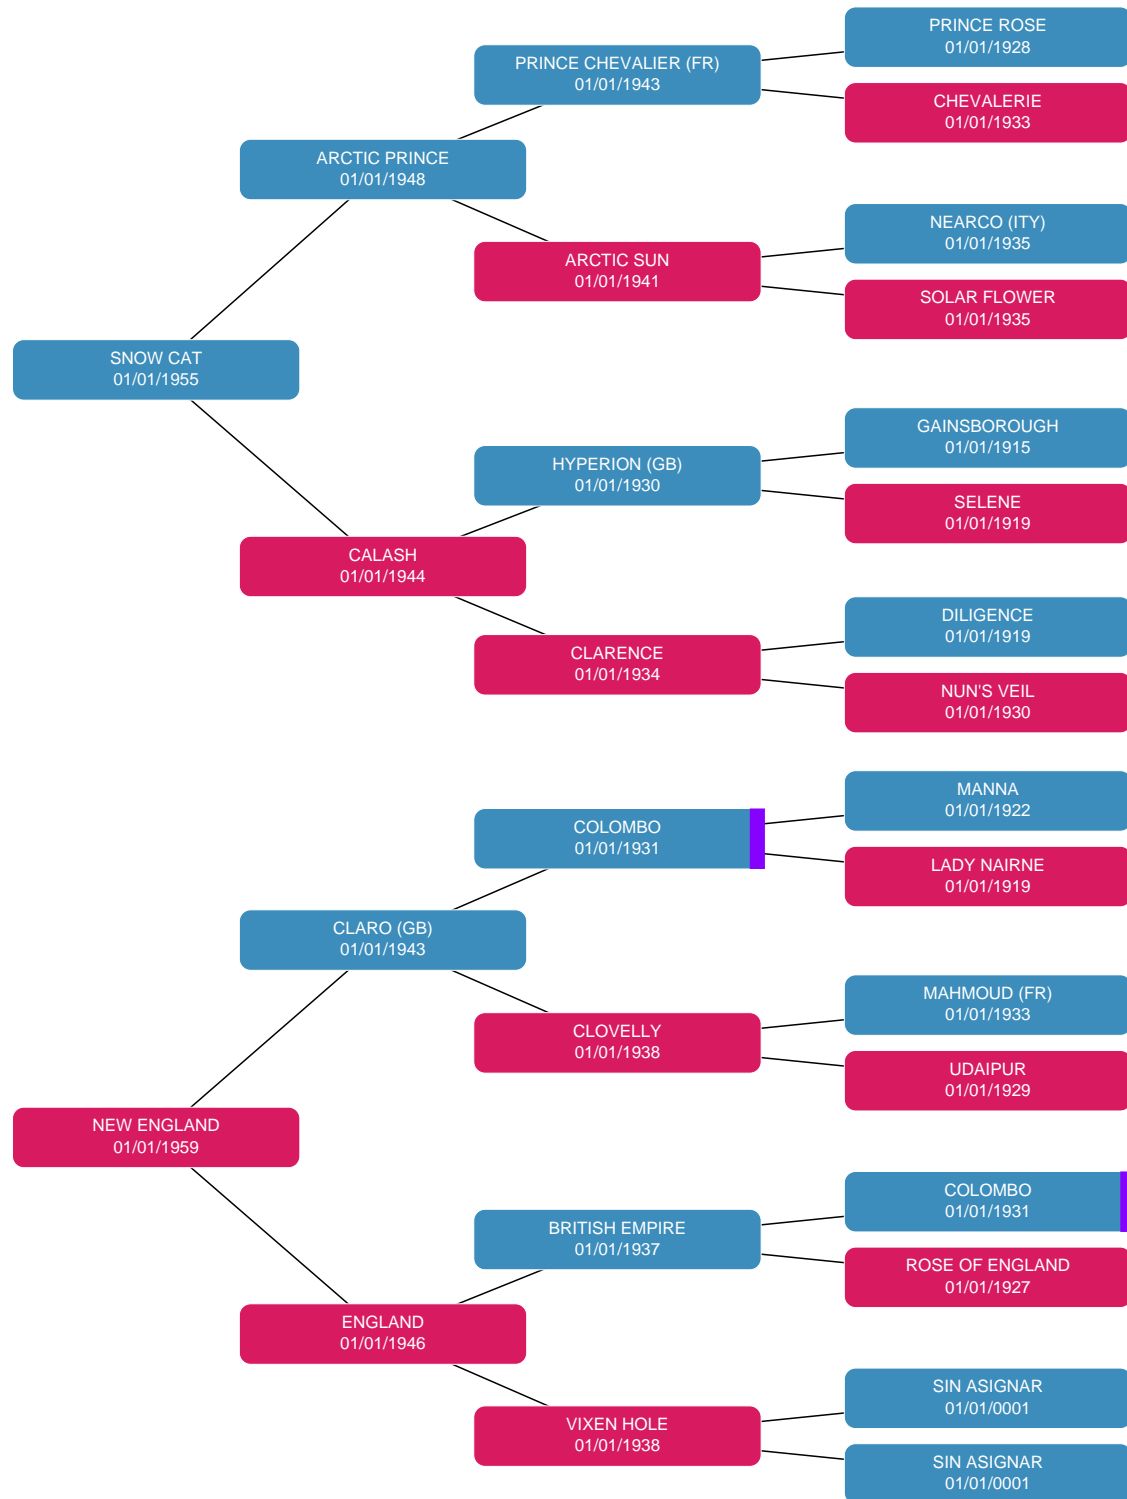 PRINCE ROSE
01/01/1928
PRINCE CHEVALIER (FR)
01/01/1943
CHEVALERIE
01/01/1933
ARCTIC PRINCE
01/01/1948
NEARCO (ITY)
01/01/1935
ARCTIC SUN
01/01/1941
SOLAR FLOWER
01/01/1935
SNOW CAT
01/01/1955
GAINSBOROUGH
01/01/1915
HYPERION (GB)
01/01/1930
SELENE
01/01/1919
CALASH
01/01/1944
DILIGENCE
01/01/1919
CLARENCE
01/01/1934
NUN'S VEIL
01/01/1930
MANNA
01/01/1922
COLOMBO
01/01/1931
LADY NAIRNE
01/01/1919
CLARO (GB)
01/01/1943
MAHMOUD (FR)
01/01/1933
CLOVELLY
01/01/1938
UDAIPUR
01/01/1929
NEW ENGLAND
01/01/1959
COLOMBO
01/01/1931
BRITISH EMPIRE
01/01/1937
ROSE OF ENGLAND
01/01/1927
ENGLAND
01/01/1946
SIN ASIGNAR
01/01/0001
VIXEN HOLE
01/01/1938
SIN ASIGNAR
01/01/0001